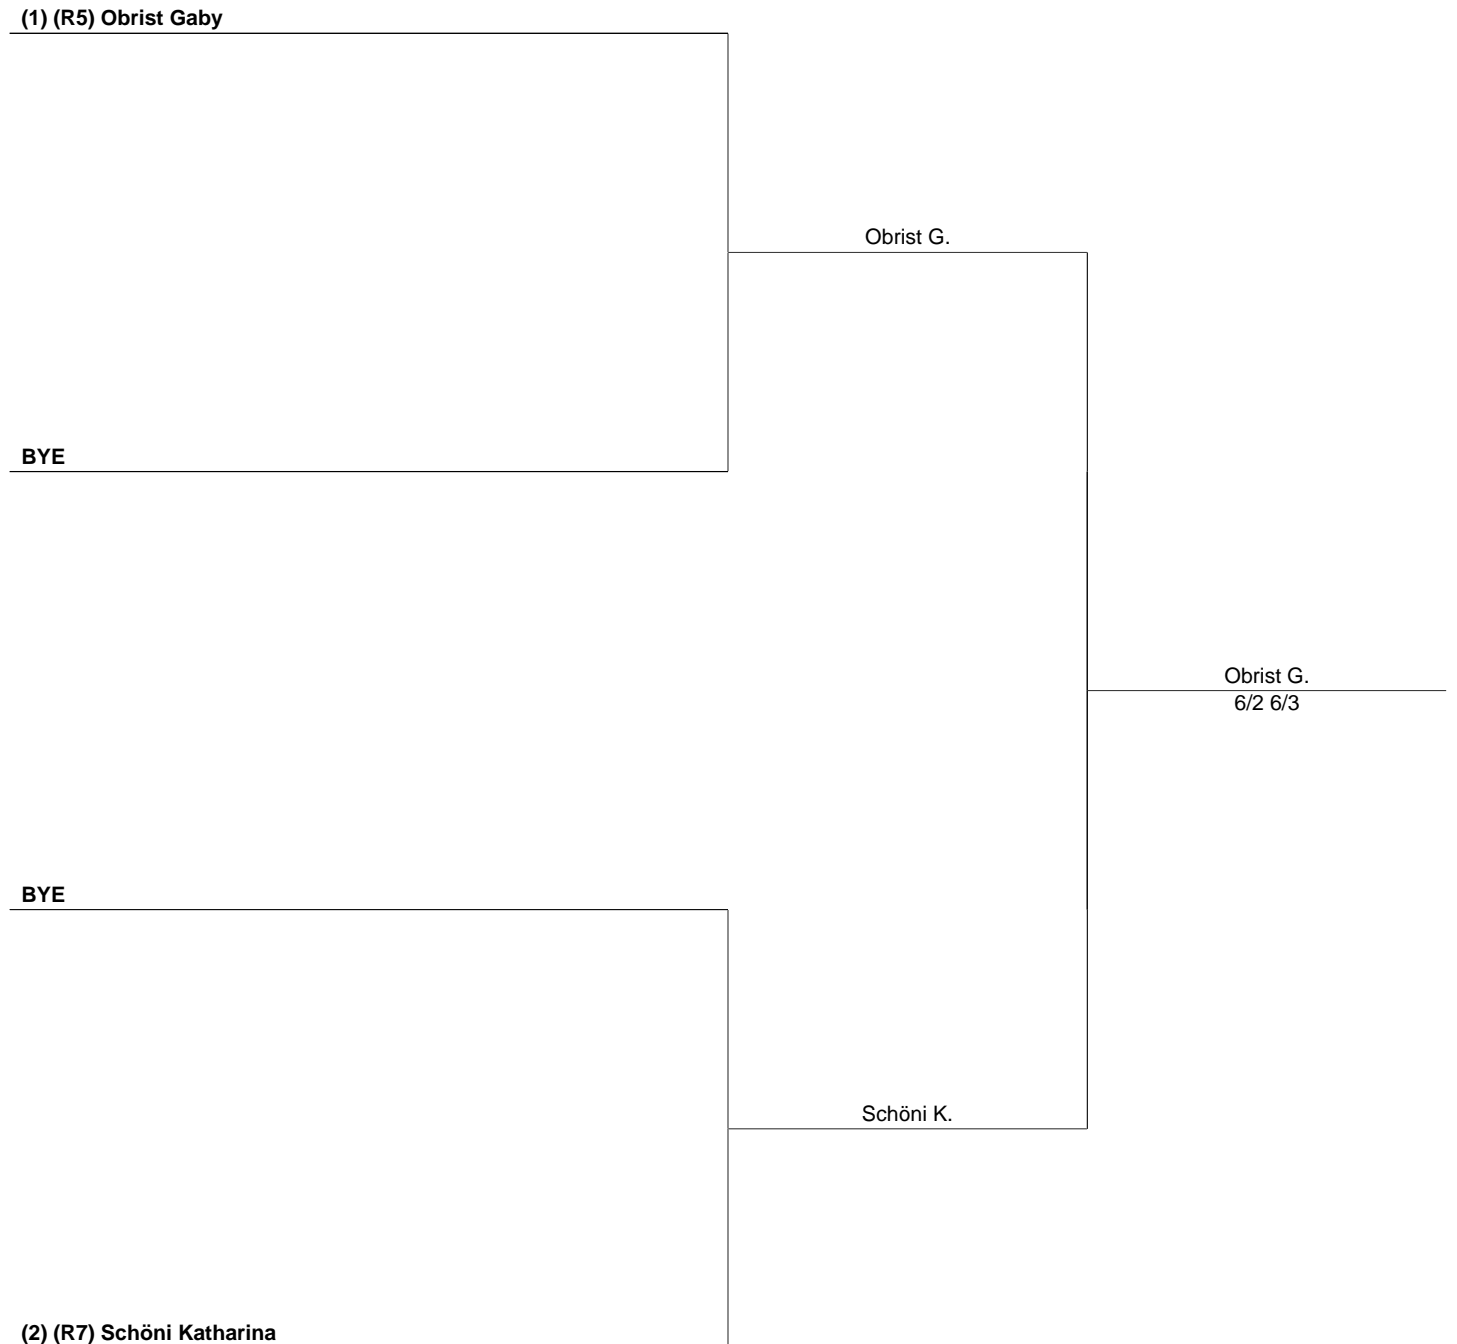 (1) (R5) Obrist Gaby
Obrist G.
BYE
Obrist G.
6/2 6/3
BYE
Schöni K.
(2) (R7) Schöni Katharina